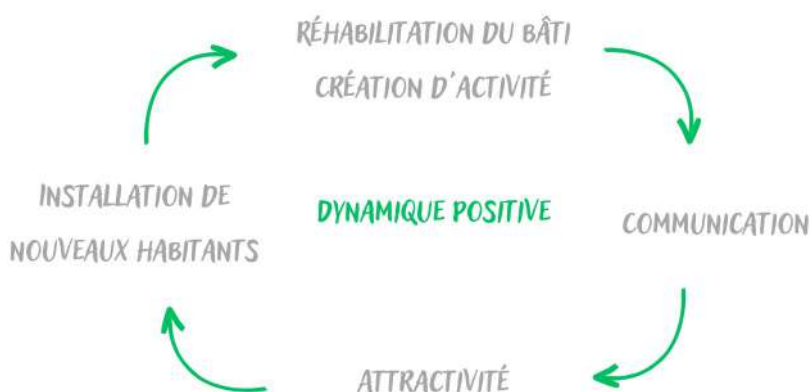 RÉHABILITATION DU BÂTI
CRÉATION D'ACTIVITÉ
INSTALLATION DE
NOUVEAUX HABITANTS
DYNAMIQUE POSITIVE
COMMUNICATION
ATTRACTIVITÉ